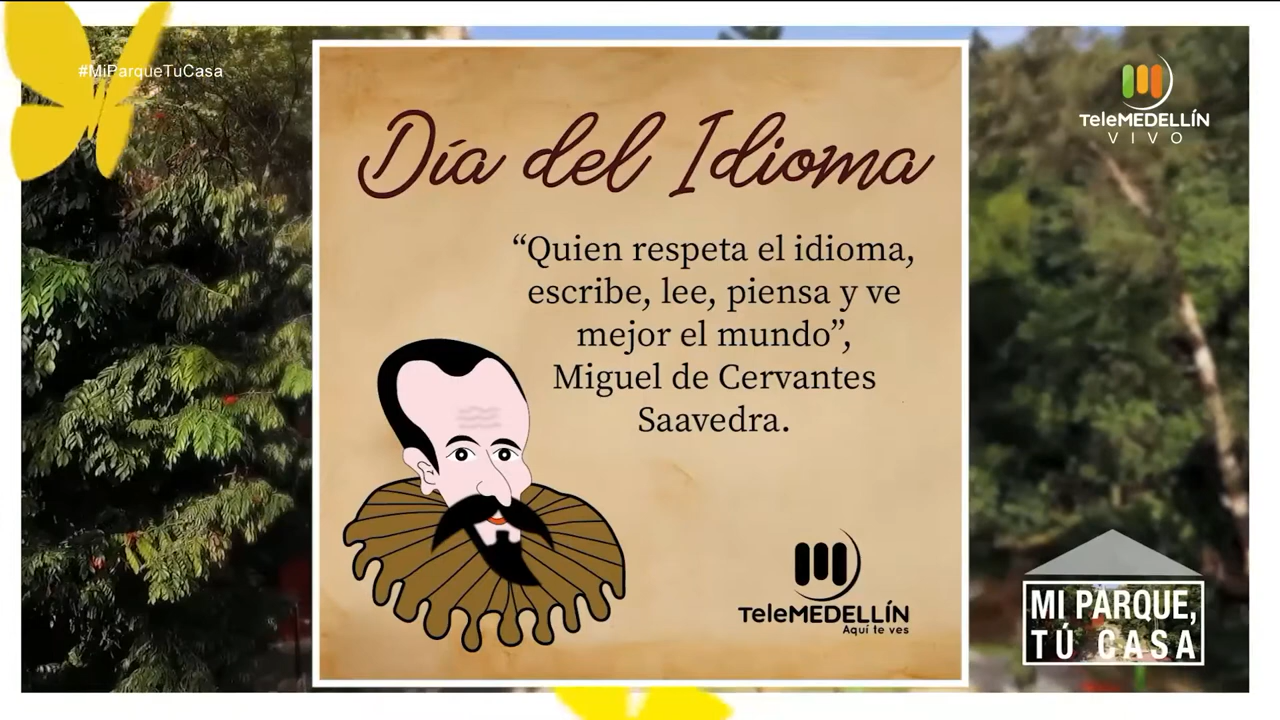 #MiParqueTuCasa
TeleMEDELLÍN
VIVO
Día del Idioma
“Quien respeta el idioma,
escribe, lee, piensa y ve
mejor el mundo”,
Miguel de Cervantes
Saavedra.
TeleMEDELLÍN
Aquí te ves
MI PARQUE,
TÚ CASA